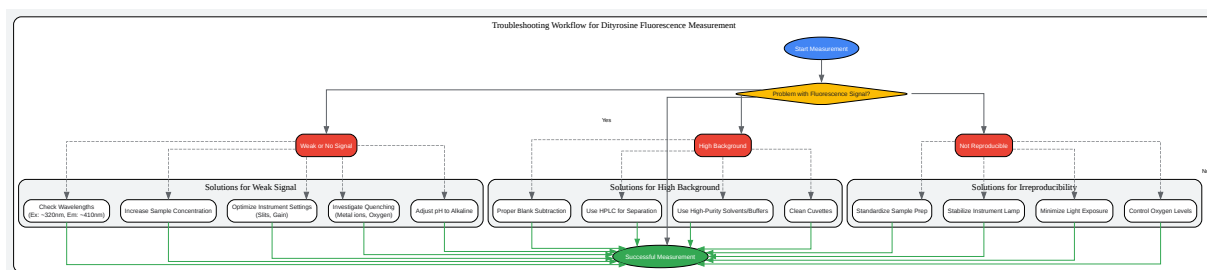 Troubleshooting Workflow for Dityrosine Fluorescence Measurement
Start Measurement
Problem with Fluorescence Signal?
Yes
Weak or No Signal
High Background
Not Reproducible
No
Solutions for Weak Signal
Solutions for High Background
Solutions for Irreproducibility
Check Wavelengths
(Ex: ~320nm, Em: ~410nm)
Increase Sample Concentration
Optimize Instrument Settings
(Slits, Gain)
Investigate Quenching
(Metal ions, Oxygen)
Adjust pH to Alkaline
Proper Blank Subtraction
Use HPLC for Separation
Use High-Purity Solvents/Buffers
Clean Cuvettes
Standardize Sample Prep
Stabilize Instrument Lamp
Minimize Light Exposure
Control Oxygen Levels
Successful Measurement